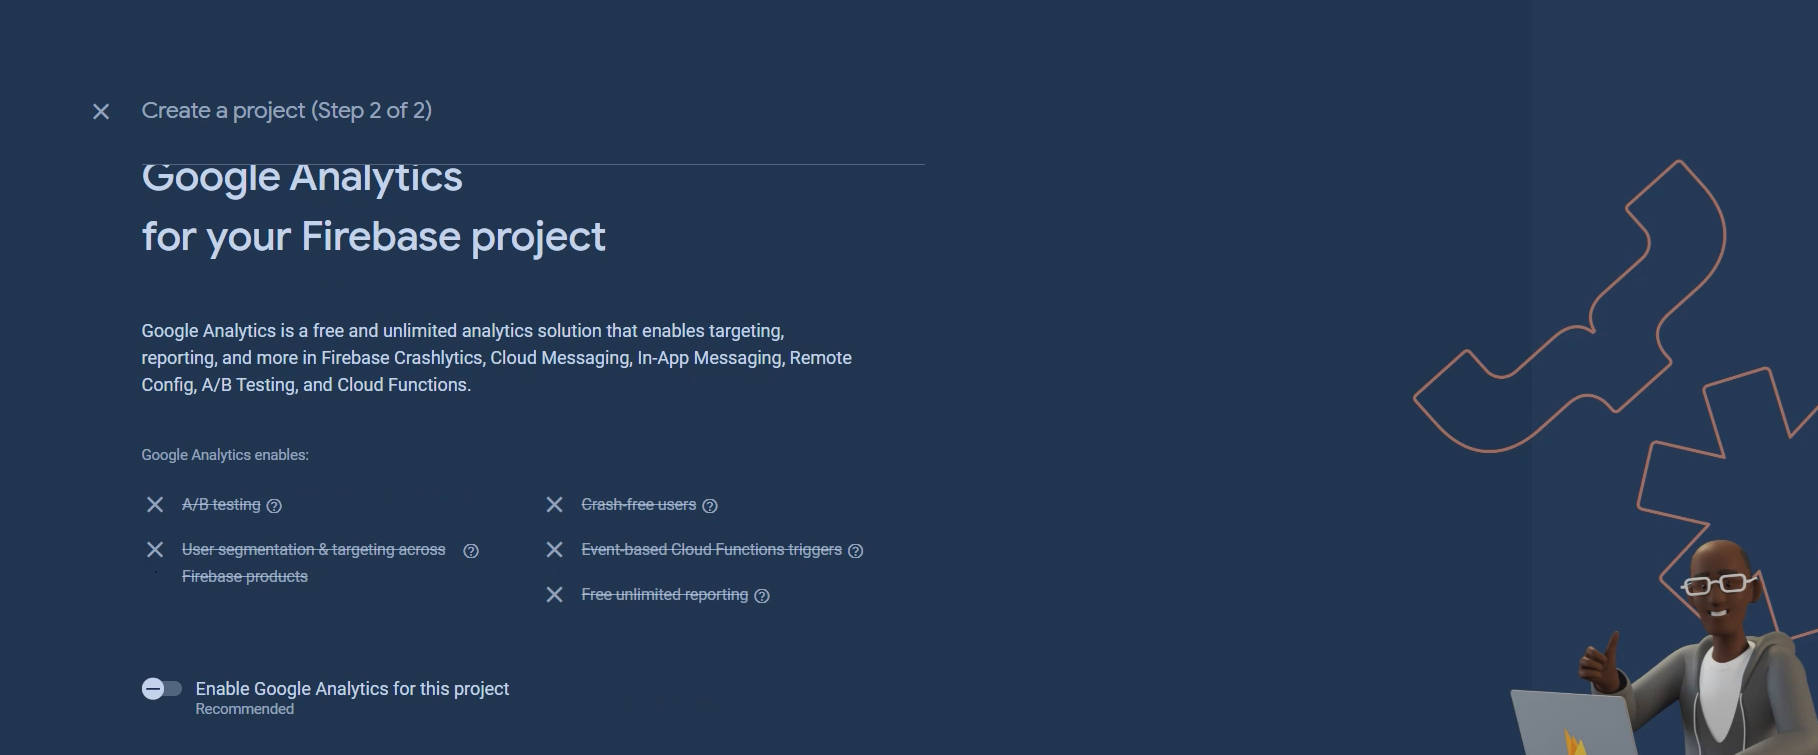 Create a project (Step 2 of 2)
Google Analytics
for your Firebase project
Google Analytics is a free and unlimited analytics solution that enables targeting,
reporting, and more in Firebase Crashlytics, Cloud Messaging, In-App Messaging, Remote
Config, A/B Testing, and Cloud Functions.
Google Analytics enables:
A/B testing
User segmentation & targeting across
Firebase products
Crash-free users
Event-based Cloud Functions triggers
Free unlimited reporting
Enable Google Analytics for this project
Recommended